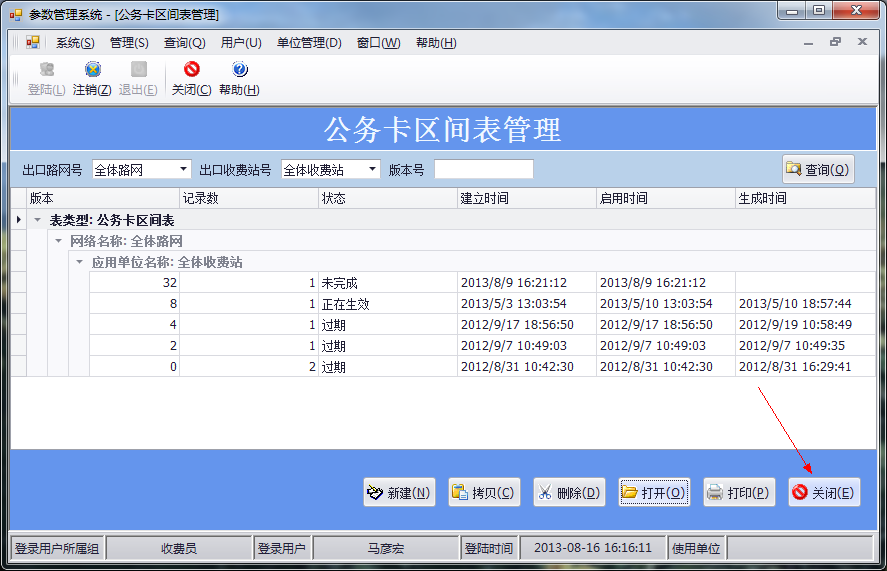 参数管理系统 - [公务卡区间表管理]
系统(S) 管理(S) 查询(Q) 用户(U) 单位管理(D) 窗口(W) 帮助(H)
登陆(L) 注销(Z) 退出(E) 关闭(C) 帮助(H)
公务卡区间表管理
出口路网号 全体路网 出口收费站号 全体收费站 版本号 查询(Q)
版本 记录数 状态 建立时间 启用时间 生成时间
表类型: 公务卡区间表
网络名称: 全体路网
应用单位名称: 全体收费站
32 1 未完成 2013/8/9 16:21:12 2013/8/9 16:21:12
8 1 正在生效 2013/5/3 13:03:54 2013/5/10 13:03:54 2013/5/10 18:57:44
4 1 过期 2012/9/17 18:56:50 2012/9/17 18:56:50 2012/9/19 10:58:49
2 1 过期 2012/9/7 10:49:03 2012/9/7 10:49:03 2012/9/7 10:49:35
0 2 过期 2012/8/31 10:42:30 2012/8/31 10:42:30 2012/8/31 16:29:41
新建(N) 拷贝(C) 删除(D) 打开(O) 打印(P) 关闭(E)
登录用户所属组 收费员 登录用户 马彦宏 登陆时间 2013-08-16 16:16:11 使用单位